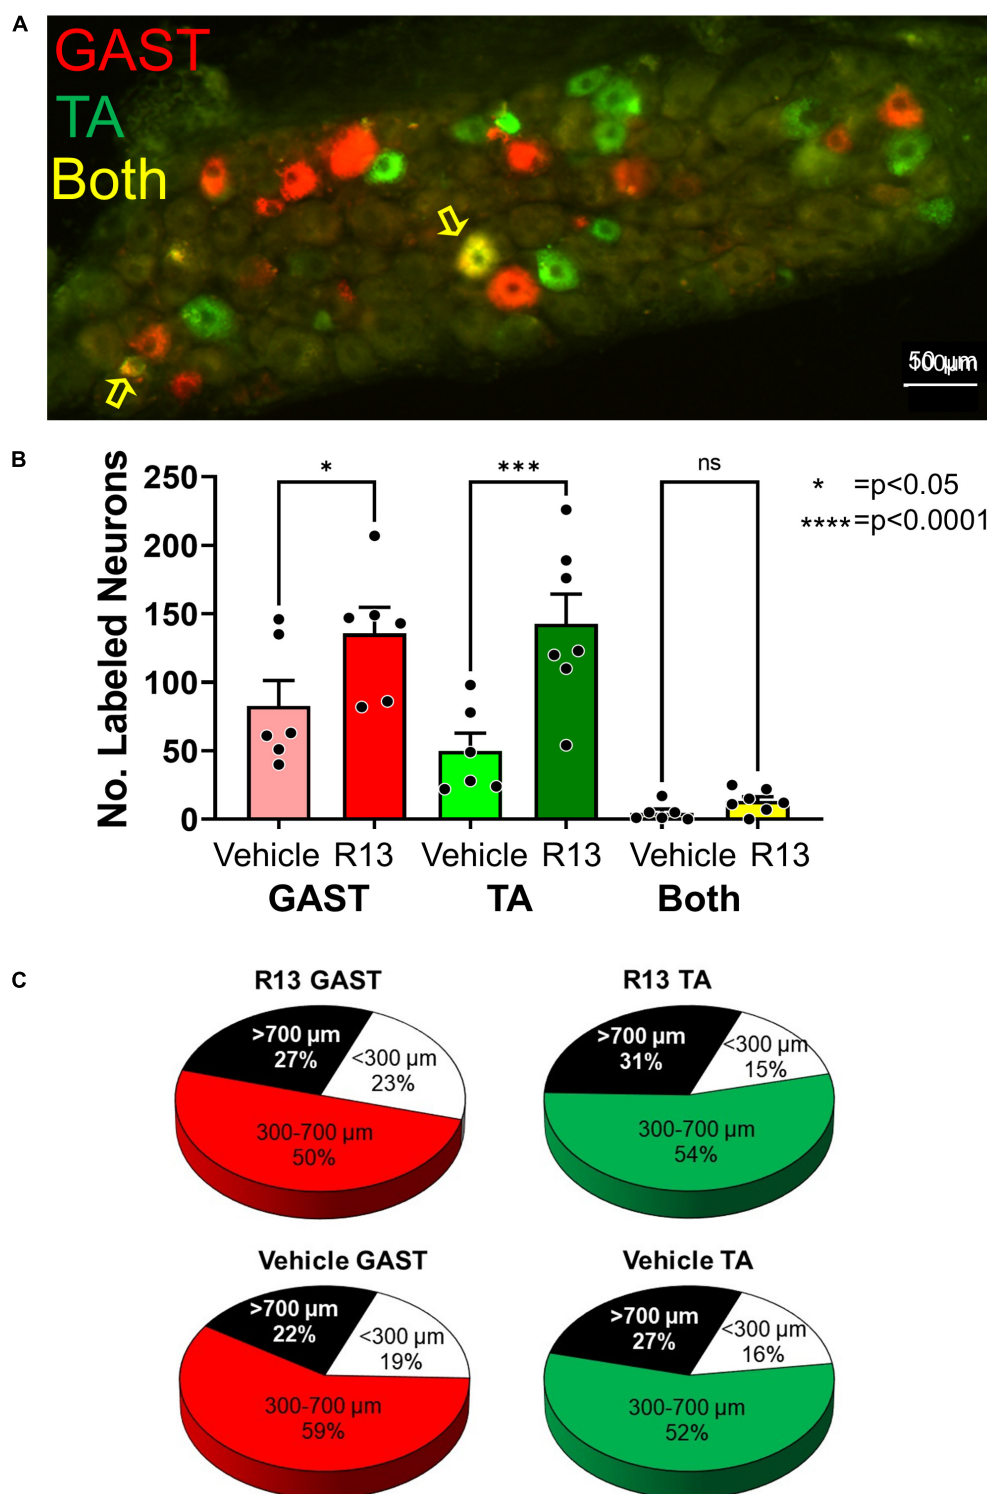 A
GAST
TA
Both
B
No. Labeled Neurons
250
200
150
100
50
0
*
***
ns
* =p<0.05
****=p<0.0001
Vehicle R13 Vehicle R13 Vehicle R13
GAST TA Both
C
R13 GAST
>700 µm
27%
<300 µm
23%
300-700 µm
50%
R13 TA
>700 µm
31%
<300 µm
15%
300-700 µm
54%
Vehicle GAST
>700 µm
22%
<300 µm
19%
300-700 µm
59%
Vehicle TA
>700 µm
27%
<300 µm
16%
300-700 µm
52%